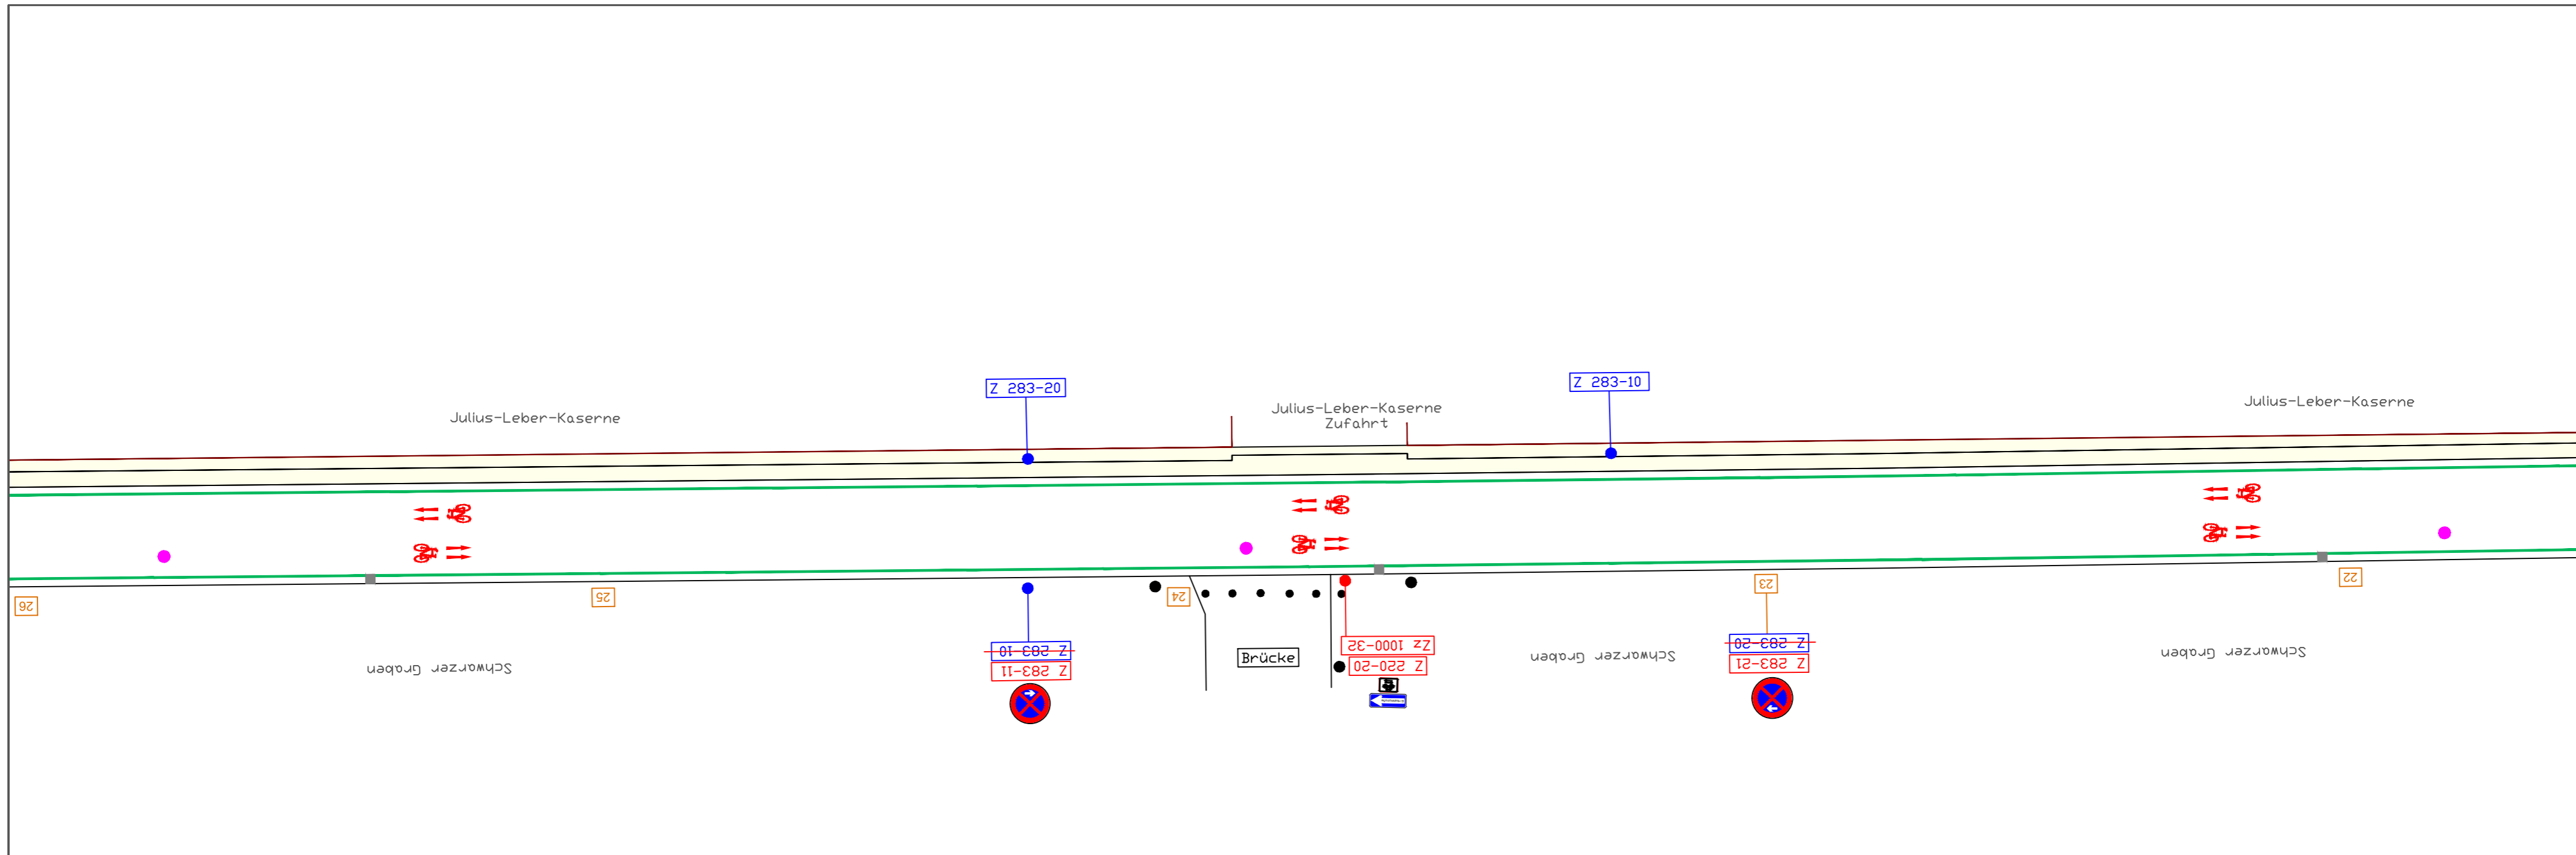 Z 283-20
Z 283-10
Julius-Leber-Kaserne
Julius-Leber-Kaserne
Zufahrt
Julius-Leber-Kaserne
26
25
24
23
22
Z 283-10
Z 283-11
Brücke
Zz 1000-32
Z 220-20
Z 283-20
Z 283-21
Schwarzer Graben
Schwarzer Graben
Schwarzer Graben